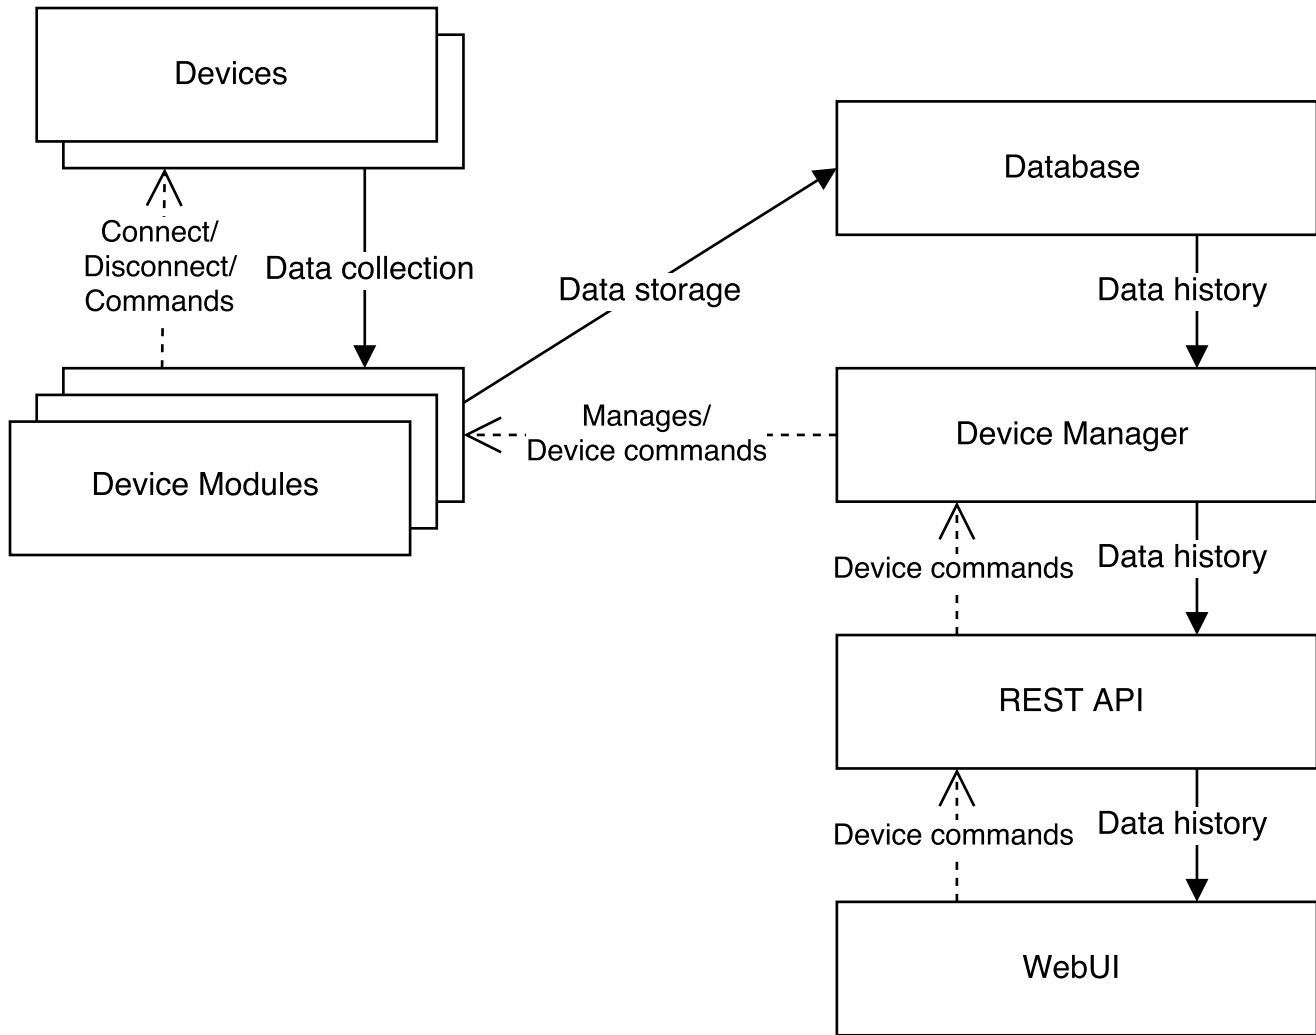 Devices
Database
Connect/
Disconnect/
Commands
Data collection
Data storage
Data history
Manages/
Device commands
Device Manager
Device Modules
Device commands
Data history
REST API
Device commands
Data history
WebUI